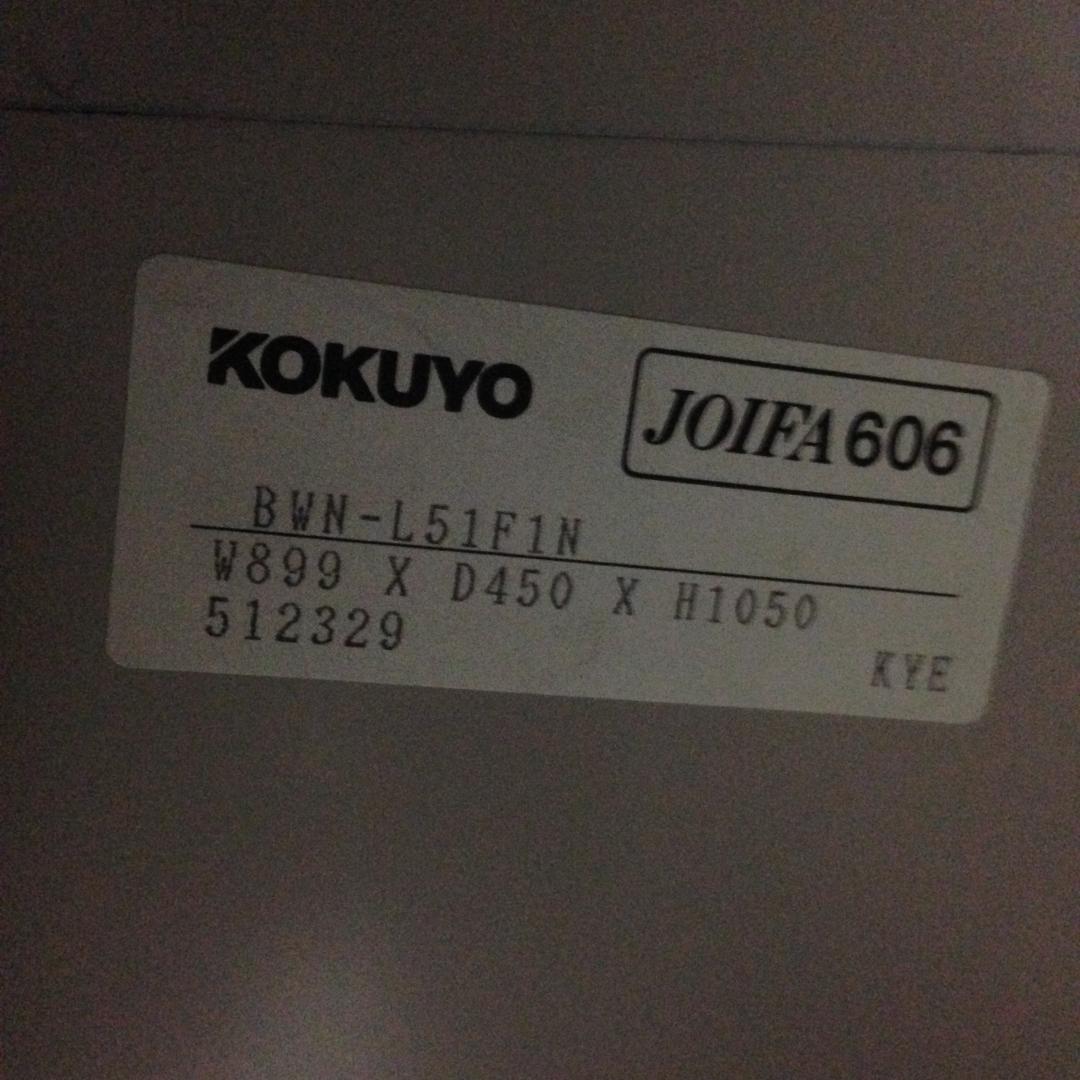 KOKUYO
JOIFA 606
BWN-L51F1N
W899 X D450 X H1050
512329
KYE